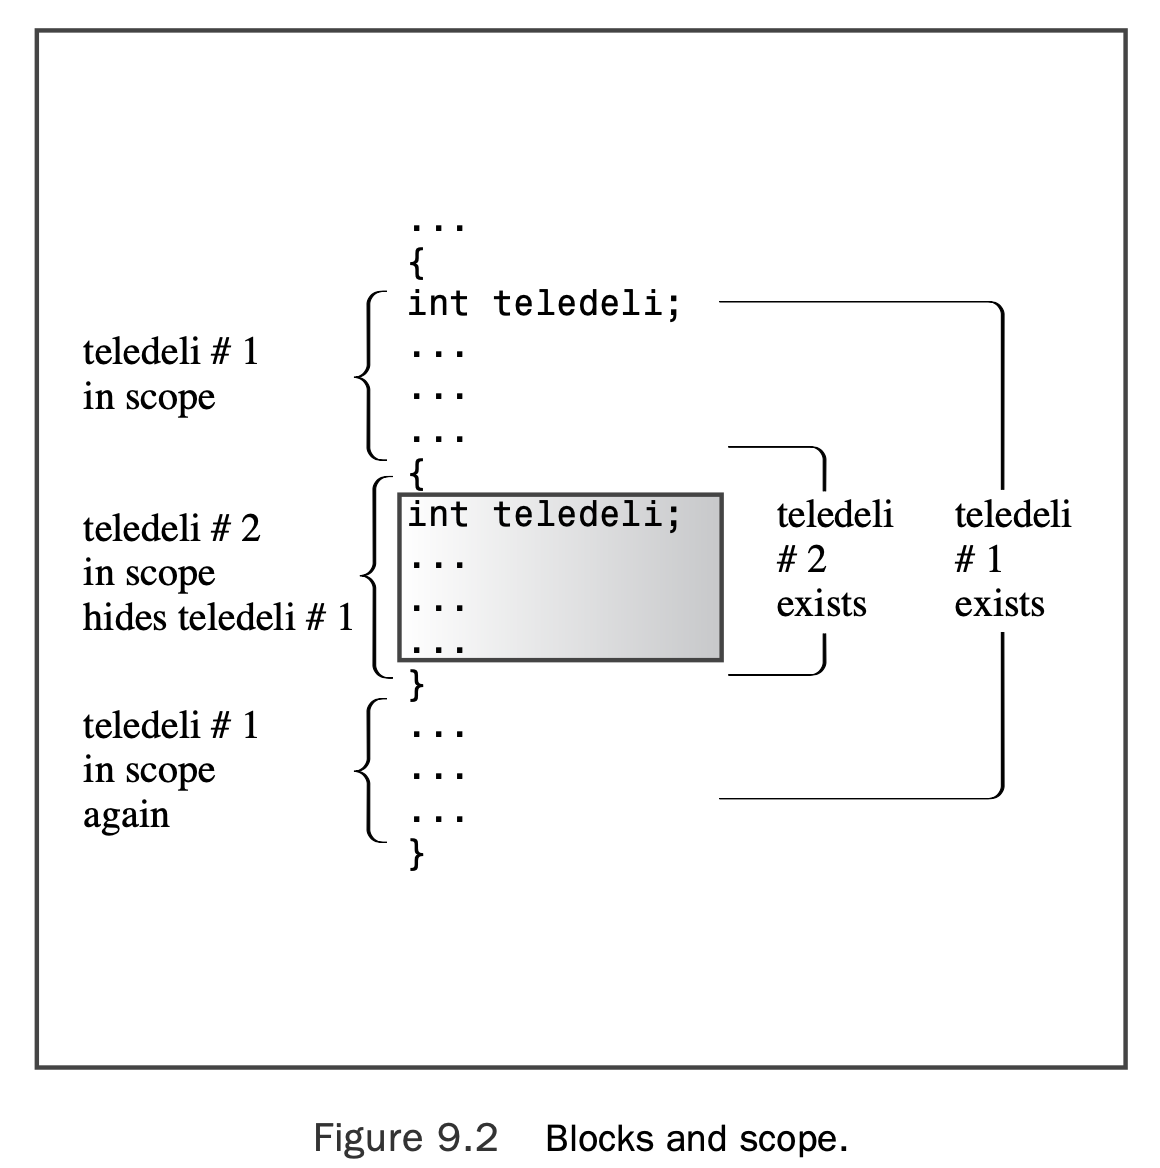 ...
{
int teledeli;
...
...
...
{
int teledeli;
...
...
...
}
...
...
...
}
teledeli # 1
in scope
teledeli # 2
in scope
hides teledeli # 1
teledeli # 1
in scope
again
teledeli
# 2
exists
teledeli
# 1
exists
Figure 9.2 Blocks and scope.